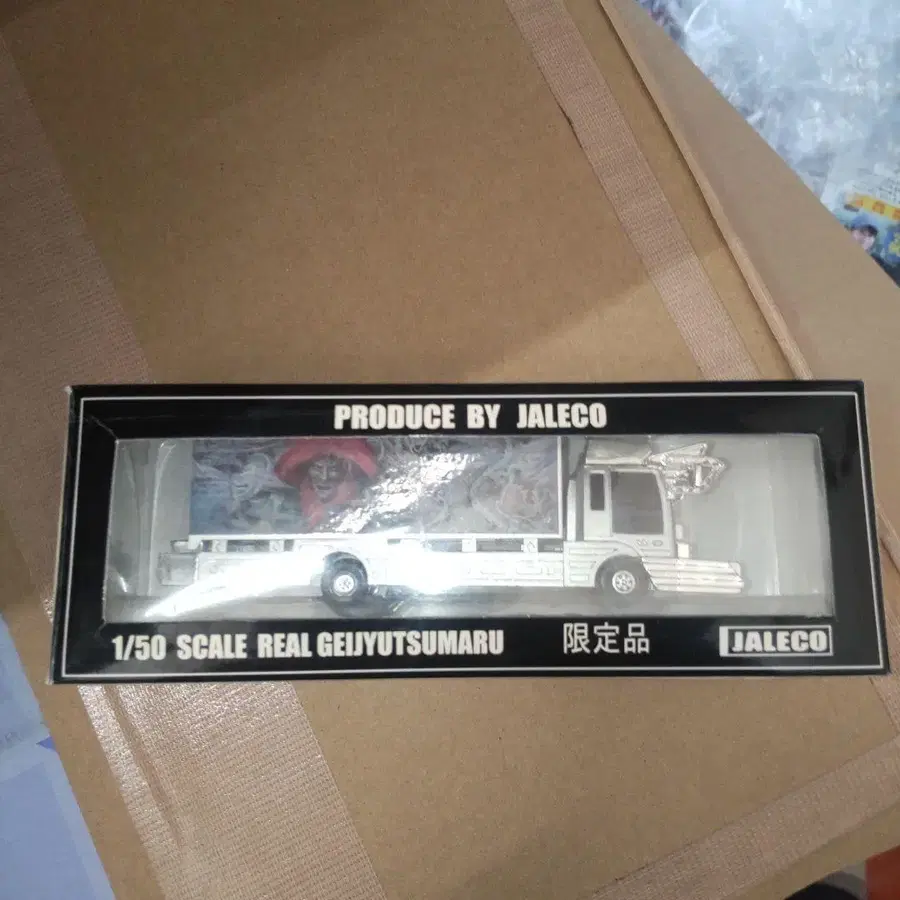 PRODUCE BY JALECO
1/50 SCALE REAL GEIJYUTSUMARU 限定品 JALECO